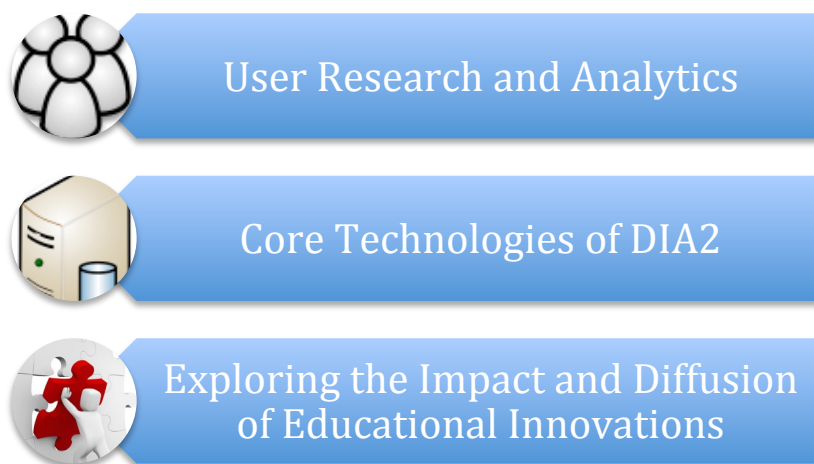 User Research and Analytics
Core Technologies of DIA2
Exploring the Impact and Diffusion
of Educational Innovations